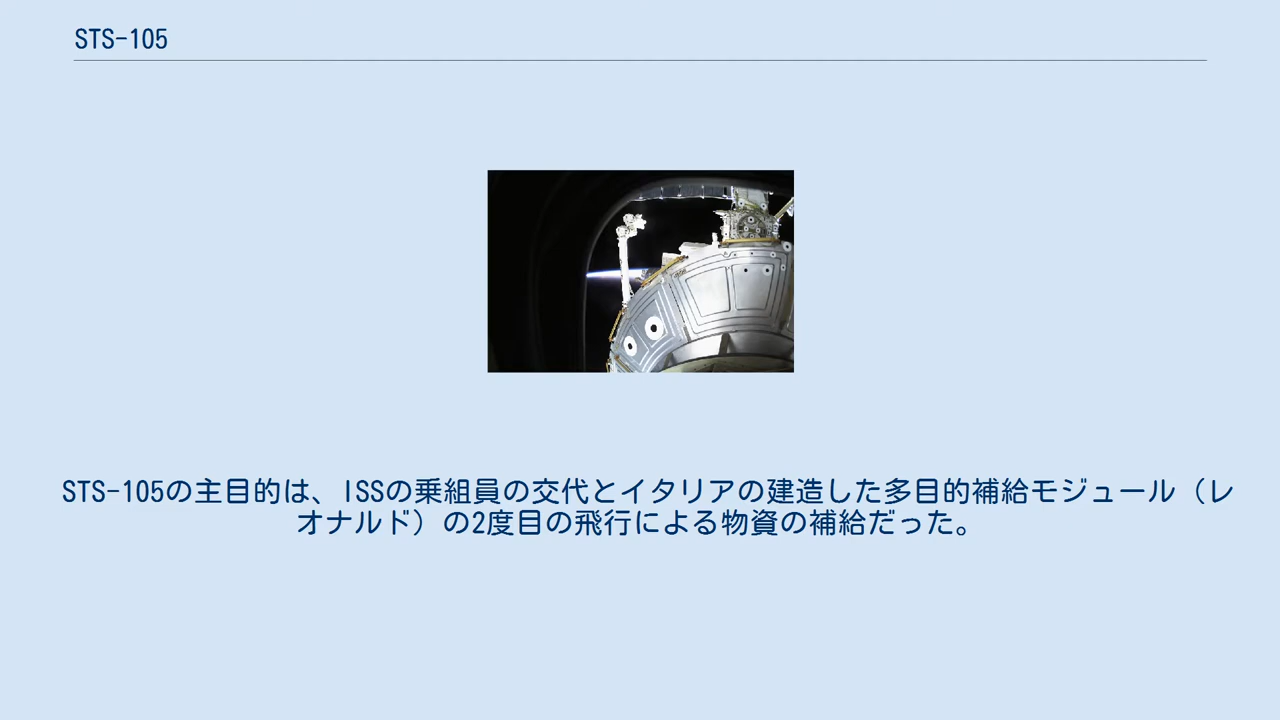 STS-105
STS-105の主目的は、ISSの乗組員の交代とイタリアの建造した多目的補給モジュール（レ
オナルド）の2度目の飛行による物資の補給だった。